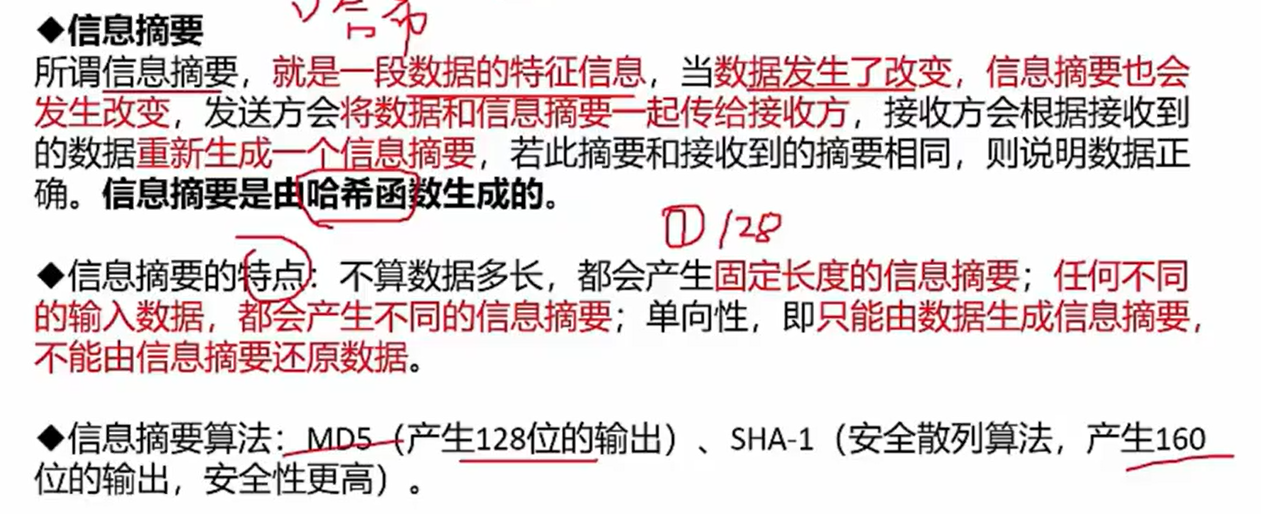 哈希
◆信息摘要
所谓信息摘要，就是一段数据的特征信息，当数据发生了改变，信息摘要也会
发生改变，发送方会将数据和信息摘要一起传给接收方，接收方会根据接收到
的数据重新生成一个信息摘要，若此摘要和接收到的摘要相同，则说明数据正
确。信息摘要是由哈希函数生成的。
① 128
◆信息摘要的特点：不算数据多长，都会产生固定长度的信息摘要；任何不同
的输入数据，都会产生不同的信息摘要；单向性，即只能由数据生成信息摘要，
不能由信息摘要还原数据。
◆信息摘要算法：MD5（产生128位的输出）、SHA-1（安全散列算法，产生160
位的输出，安全性更高）。